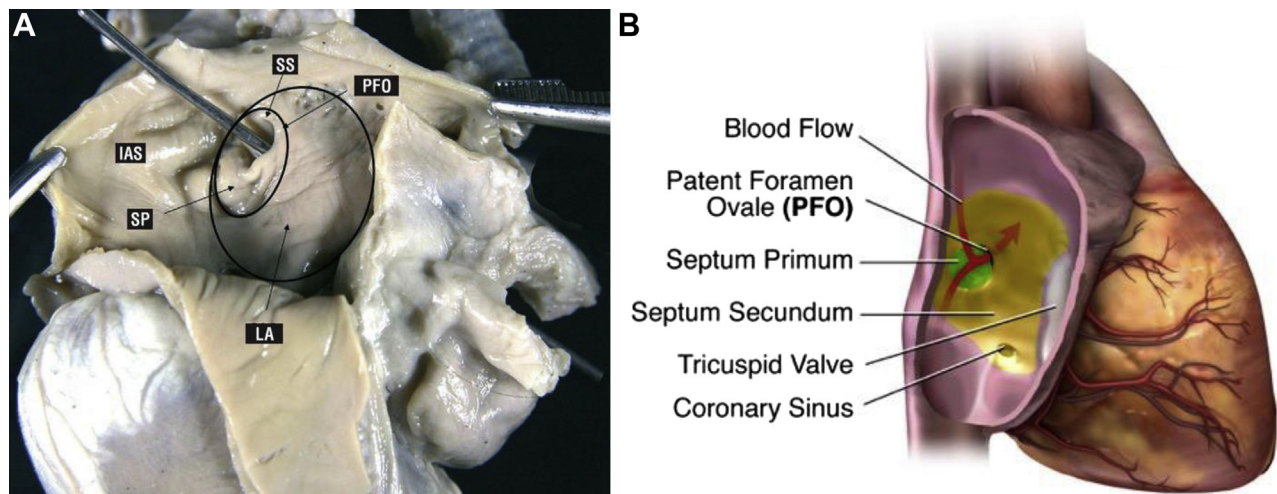 A
SS
PFO
IAS
SP
LA
B
Blood Flow
Patent Foramen
Ovale (PFO)
Septum Primum
Septum Secundum
Tricuspid Valve
Coronary Sinus